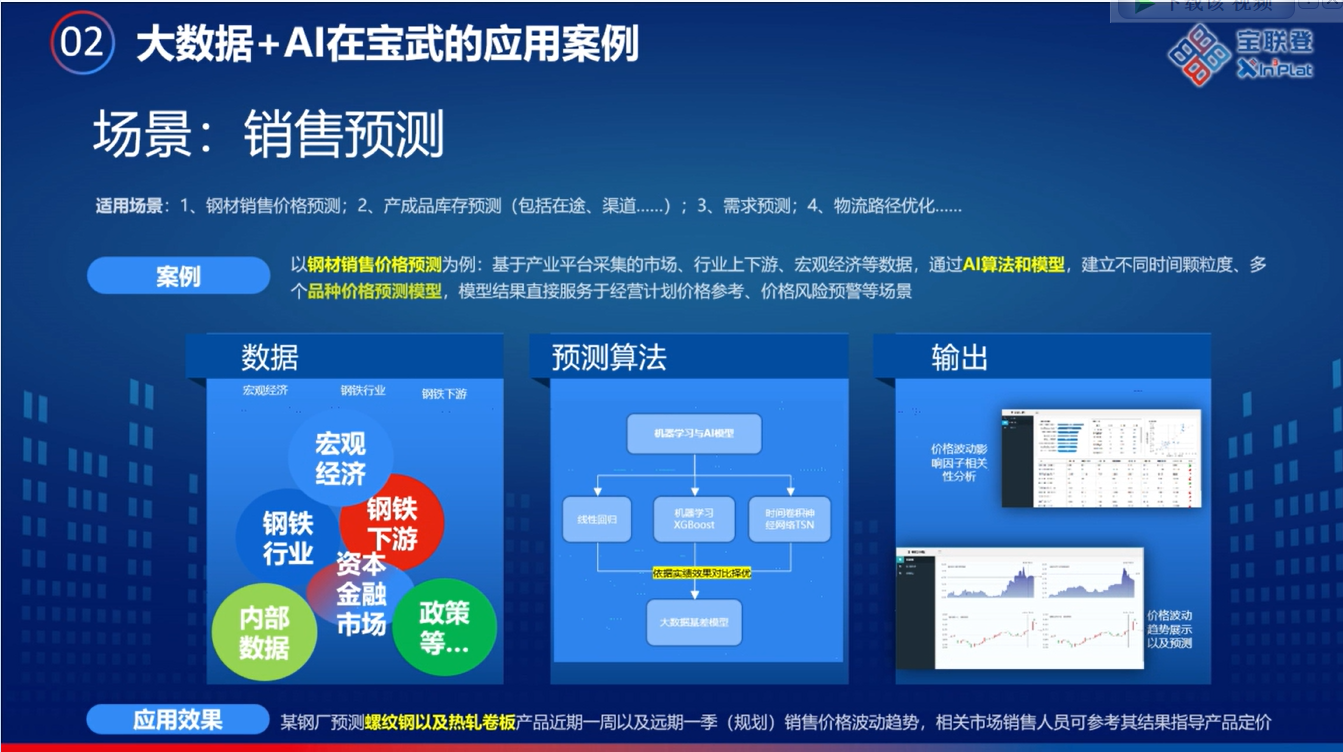 下载该视频
02
大数据+AI在宝武的应用案例
宝联登
XIn³Plat
场景：销售预测
适用场景：1、钢材销售价格预测；2、产成品库存预测（包括在途、渠道......）；3、需求预测；4、物流路径优化......
案例
以钢材销售价格预测为例：基于产业平台采集的市场、行业上下游、宏观经济等数据，通过AI算法和模型，建立不同时间颗粒度、多
个品种价格预测模型，模型结果直接服务于经营计划价格参考、价格风险预警等场景
数据
宏观经济
钢铁行业
钢铁下游
宏观
经济
钢铁
行业
钢铁
下游
资本
金融
市场
内部
数据
政策
等...
预测算法
机器学习与AI模型
线性回归
机器学习
XGBoost
时间卷积神
经网络TSN
依据实绩效果对比择优
大数据基差模型
输出
价格波动影
响因子相关
性分析
价格波动
趋势展示
以及预测
应用效果
某钢厂预测螺纹钢以及热轧卷板产品近期一周以及远期一季（规划）销售价格波动趋势，相关市场销售人员可参考其结果指导产品定价